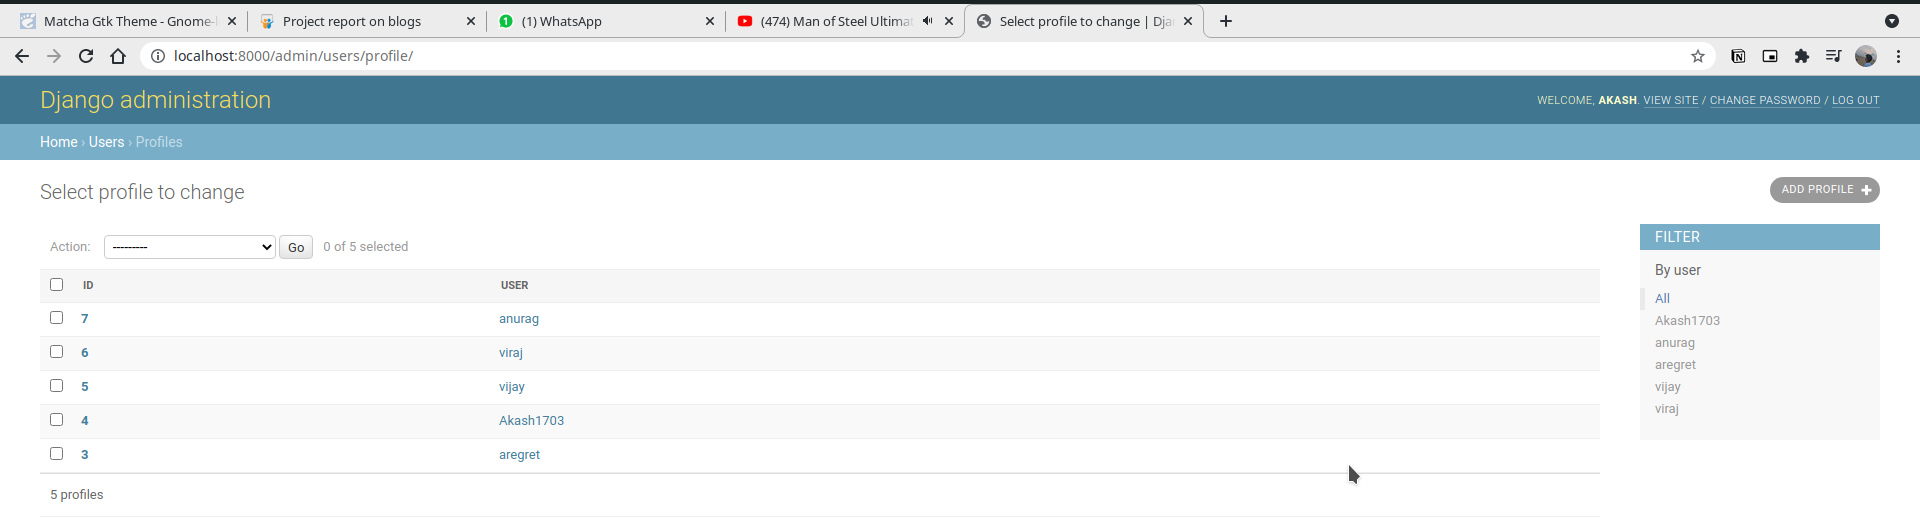 Matcha Gtk Theme - Gnome-
Project report on blogs
(1) WhatsApp
(474) Man of Steel Ultima
Select profile to change | Dja
localhost:8000/admin/users/profile/
Django administration
WELCOME, AKASH. VIEW SITE / CHANGE PASSWORD / LOG OUT
Home › Users › Profiles
Select profile to change
ADD PROFILE +
Action: --------- Go 0 of 5 selected
ID USER
7 anurag
6 viraj
5 vijay
4 Akash1703
3 aregret
5 profiles
FILTER
By user
All
Akash1703
anurag
aregret
vijay
viraj